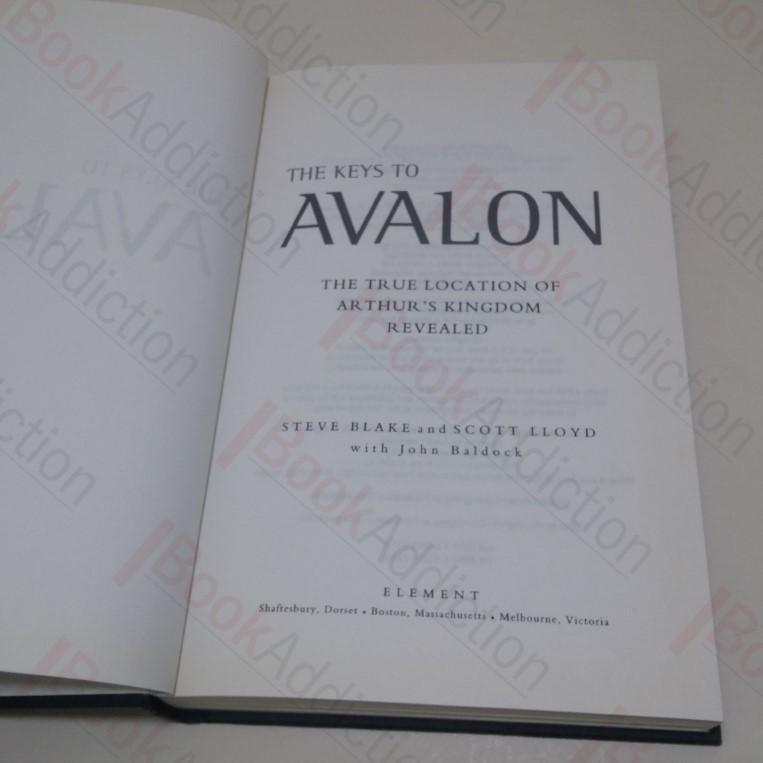 THE KEYS TO
AVALON
THE TRUE LOCATION OF
ARTHUR'S KINGDOM
REVEALED
STEVE BLAKE and SCOTT LLOYD
with John Baldock
ELEMENT
Shaftesbury, Dorset • Boston, Massachusetts • Melbourne, Victoria
BookAddiction